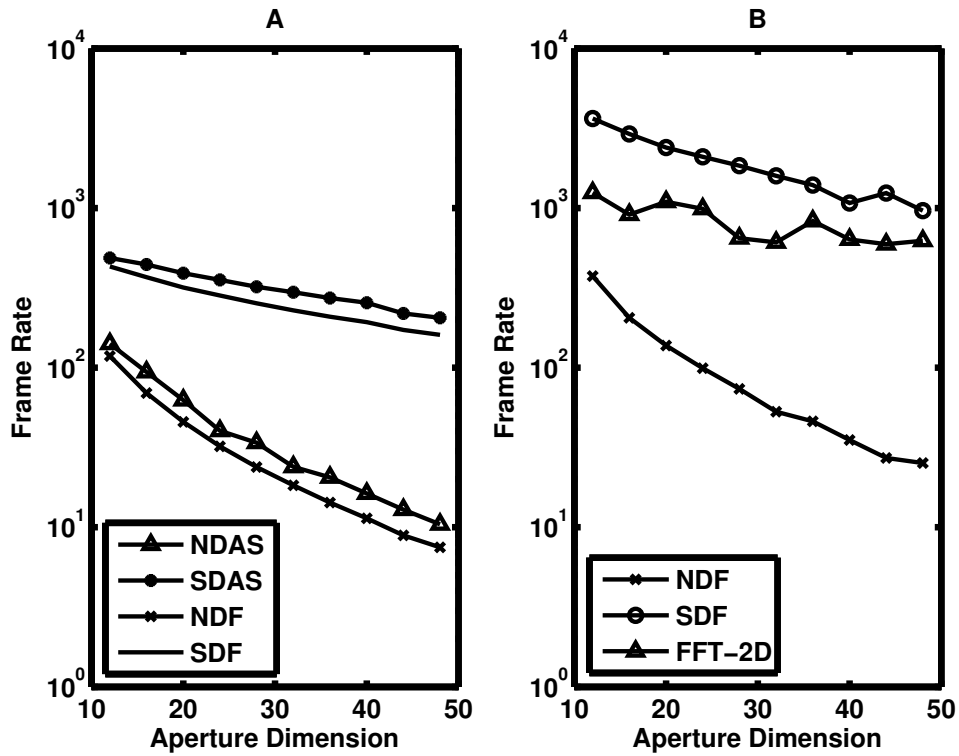 A
10^4
10^3
10^2
10^1
10^0
Frame Rate
NDAS
SDAS
NDF
SDF
10 20 30 40 50
Aperture Dimension
B
10^4
10^3
10^2
10^1
10^0
Frame Rate
NDF
SDF
FFT−2D
10 20 30 40 50
Aperture Dimension